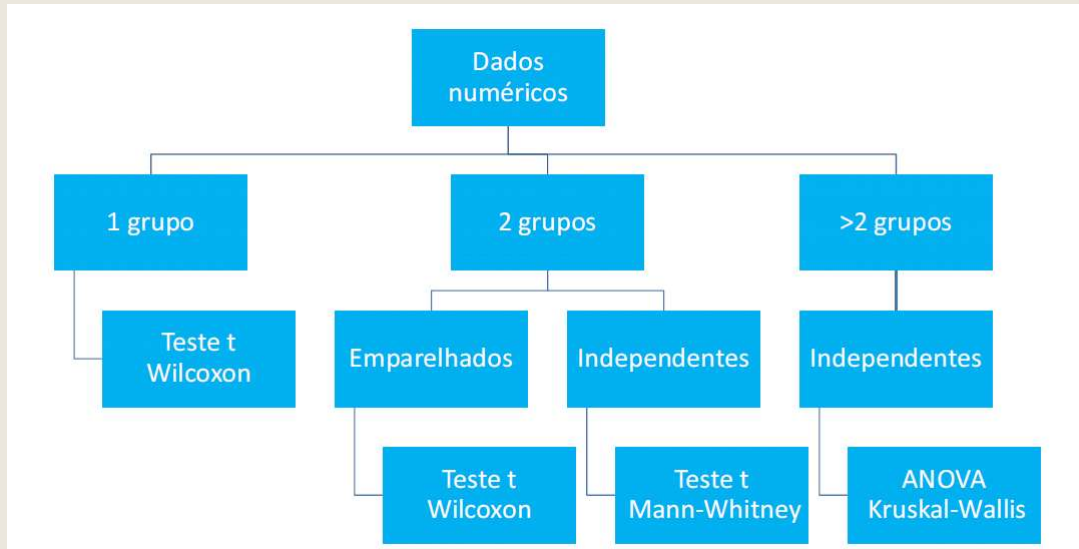 Dados
numéricos
1 grupo
2 grupos
>2 grupos
Teste t
Wilcoxon
Emparelhados
Independentes
Independentes
Teste t
Wilcoxon
Teste t
Mann-Whitney
ANOVA
Kruskal-Wallis